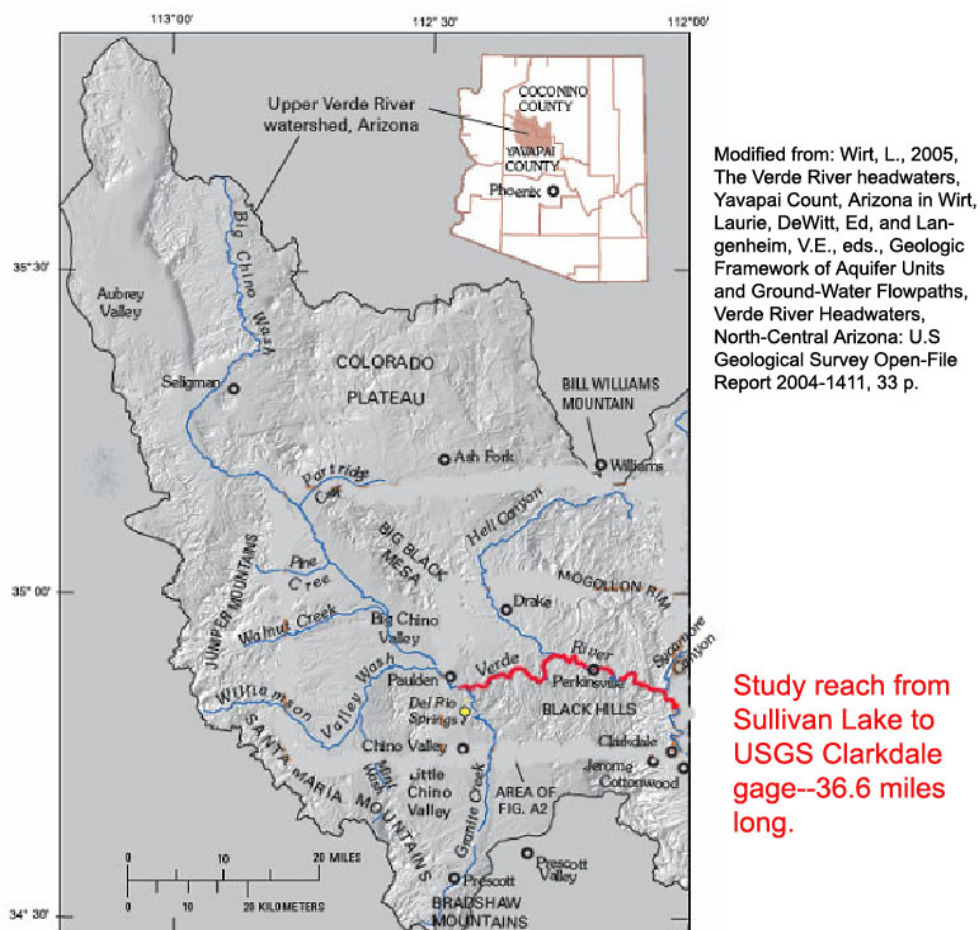 113°00'
112°30'
112°00'
COCONINO
COUNTY
Upper Verde River
watershed, Arizona
YAVAPAI
COUNTY
Phoenix
Modified from: Wirt, L., 2005,
The Verde River headwaters,
Yavapai Count, Arizona in Wirt,
Laurie, DeWitt, Ed, and Lan-
genheim, V.E., eds., Geologic
Framework of Aquifer Units
and Ground-Water Flowpaths,
Verde River Headwaters,
North-Central Arizona: U.S
Geological Survey Open-File
Report 2004-1411, 33 p.
Big Chino Wash
35°30'
Aubrey
Valley
COLORADO
PLATEAU
Seligman
BILL WILLIAMS
MOUNTAIN
Ash Fork
Williams
Partridge
Hell Canyon
BIG BLACK
MESA
JUNIPER MOUNTAINS
Pine
Cree
MOGOLLON RIM
35°00'
Drake
Walnut Creek
Big Chino
Valley
Sycamore
Canyon
Verde
River
Paulden
Perkinsville
Williamson
Valley Wash
Del Rio
Springs
BLACK HILLS
Study reach from
Sullivan Lake to
USGS Clarkdale
gage--36.6 miles
long.
SANTA MARIA MOUNTAINS
Chino Valley
Clarkdale
Jerome
Cottonwood
Mint
Wash
Little
Chino
Valley
Granite Creek
AREA OF
FIG. A2
0 10 20 MILES
0 10 20 KILOMETERS
Prescott
Valley
Prescott
BRADSHAW
MOUNTAINS
34°30'